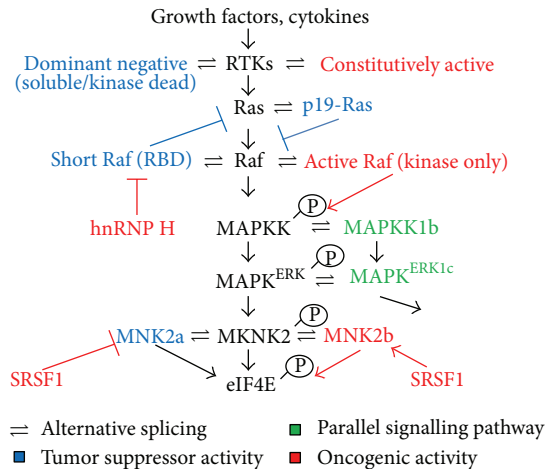 Growth factors, cytokines
Dominant negative ⇌ RTKs ⇌ Constitutively active
(soluble/kinase dead)
Ras ⇌ p19-Ras
Short Raf (RBD) ⇌ Raf ⇌ Active Raf (kinase only)
P
hnRNP H MAPKK ⇌ MAPKK1b
P
MAPK^ERK ⇌ MAPK^ERK1c
P
MNK2a ⇌ MKNK2 ⇌ MNK2b
P
SRSF1 eIF4E SRSF1
⇌ Alternative splicing
Parallel signalling pathway
Tumor suppressor activity
Oncogenic activity